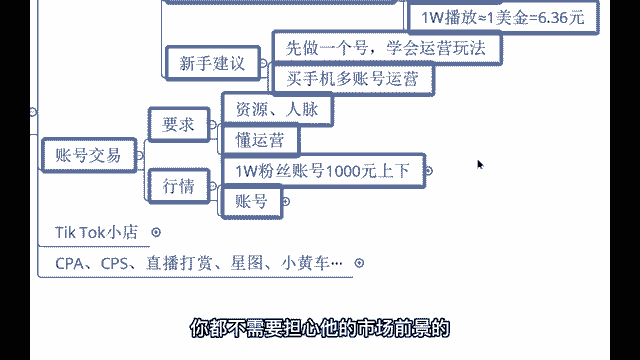 1W播放≈1美金=6.36元
先做一个号，学会运营玩法
新手建议
买手机多账号运营
资源、人脉
要求
懂运营
账号交易
1W粉丝账号1000元上下
行情
账号
TikTok小店
CPA、CPS、直播打赏、星图、小黄车…
你都不需要担心他的市场前景的